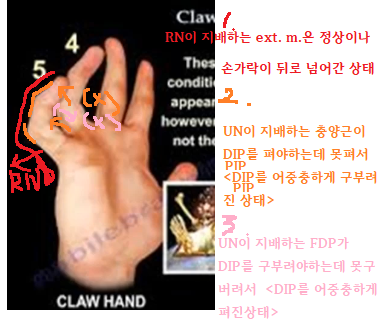 Claw
1.
RN이 지배하는 ext. m.은 정상이나
손가락이 뒤로 넘어간 상태
4
5
Thes
condition
appear
however
not the
(x)
(x)
RN
2.
UN이 지배하는 충양근이
DIP를 펴야하는데 못펴서
PIP
<DIP를 어중충하게 구부려
PIP
진 상태>
3.
UN이 지배하는 FDP가
DIP를 구부려야하는데 못구
버려서 <DIP를 어중충하게
펴진상태>
CLAW HAND